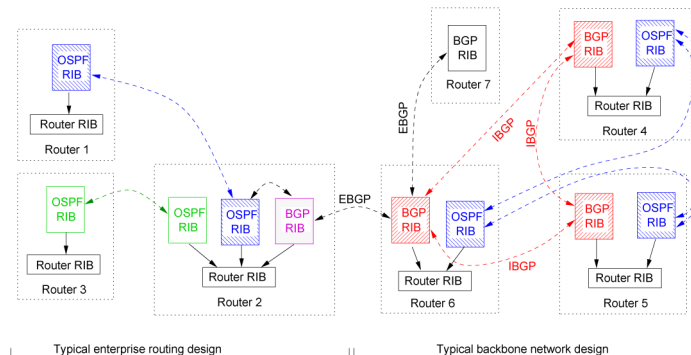 OSPF
RIB
Router RIB
Router 1
OSPF
RIB
Router RIB
Router 3
OSPF
RIB
OSPF
RIB
BGP
RIB
Router RIB
Router 2
EBGP
BGP
RIB
Router 7
EBGP
IBGP
IBGP
BGP
RIB
OSPF
RIB
Router RIB
Router 4
BGP
RIB
OSPF
RIB
Router RIB
Router 6
IBGP
BGP
RIB
OSPF
RIB
Router RIB
Router 5
Typical enterprise routing design
Typical backbone network design